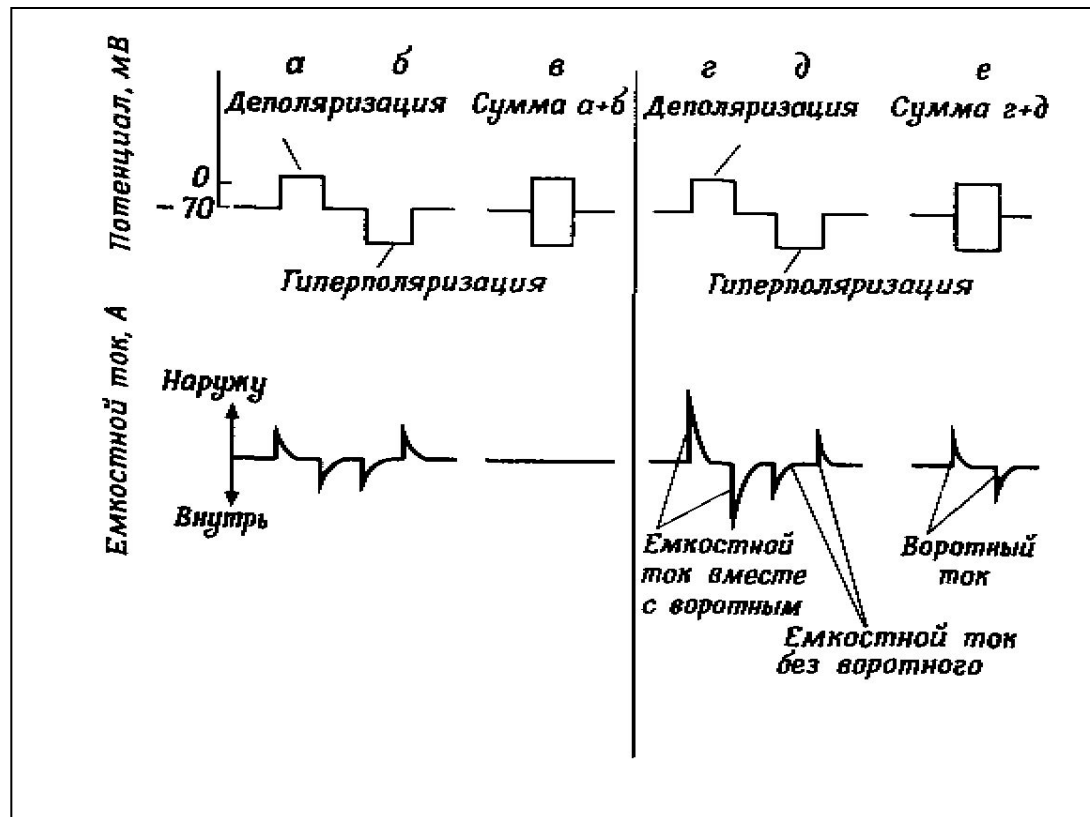 а б в г д е
Деполяризация Сумма а+б Деполяризация Сумма г+д
Потенциал, мВ
0
-70
Гиперполяризация Гиперполяризация
Емкостной ток, А
Наружу
Внутрь
Емкостной
ток вместе
с воротным
Воротный
ток
Емкостной ток
без воротного